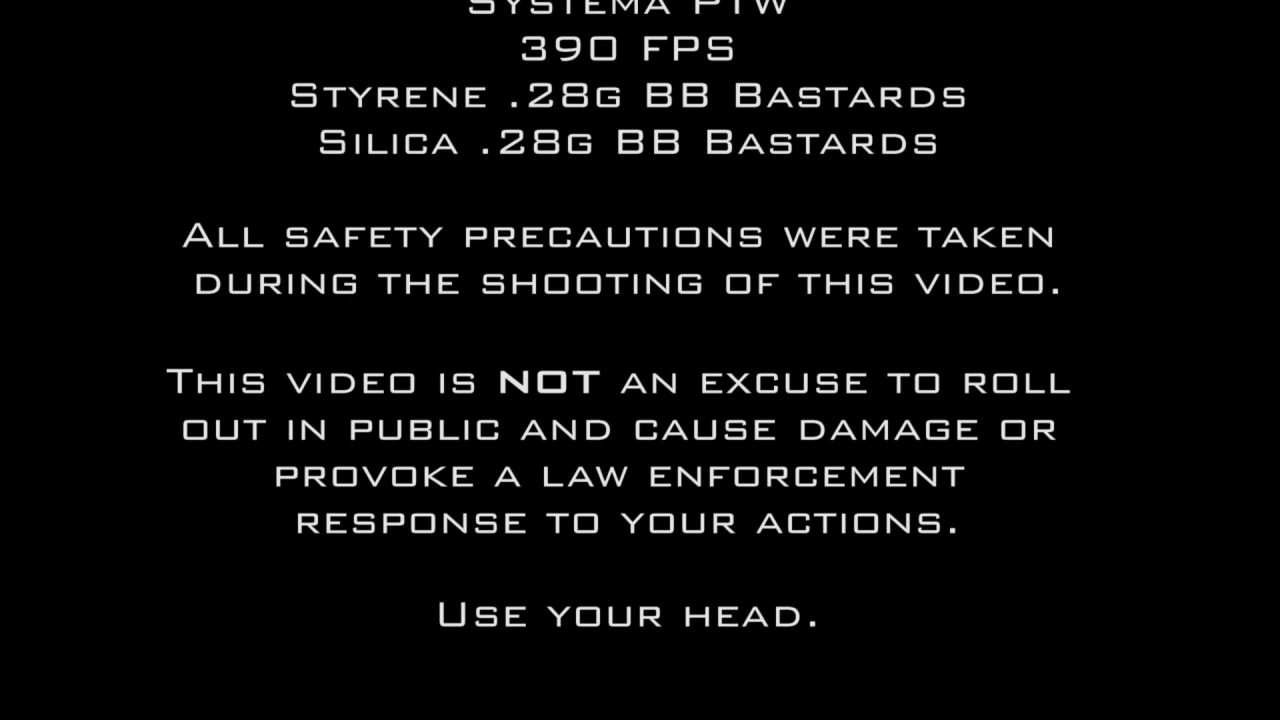 Systema PTW
390 FPS
Styrene .28g BB Bastards
Silica .28g BB Bastards
All safety precautions were taken
during the shooting of this video.
This video is NOT an excuse to roll
out in public and cause damage or
provoke a law enforcement
response to your actions.
Use your head.